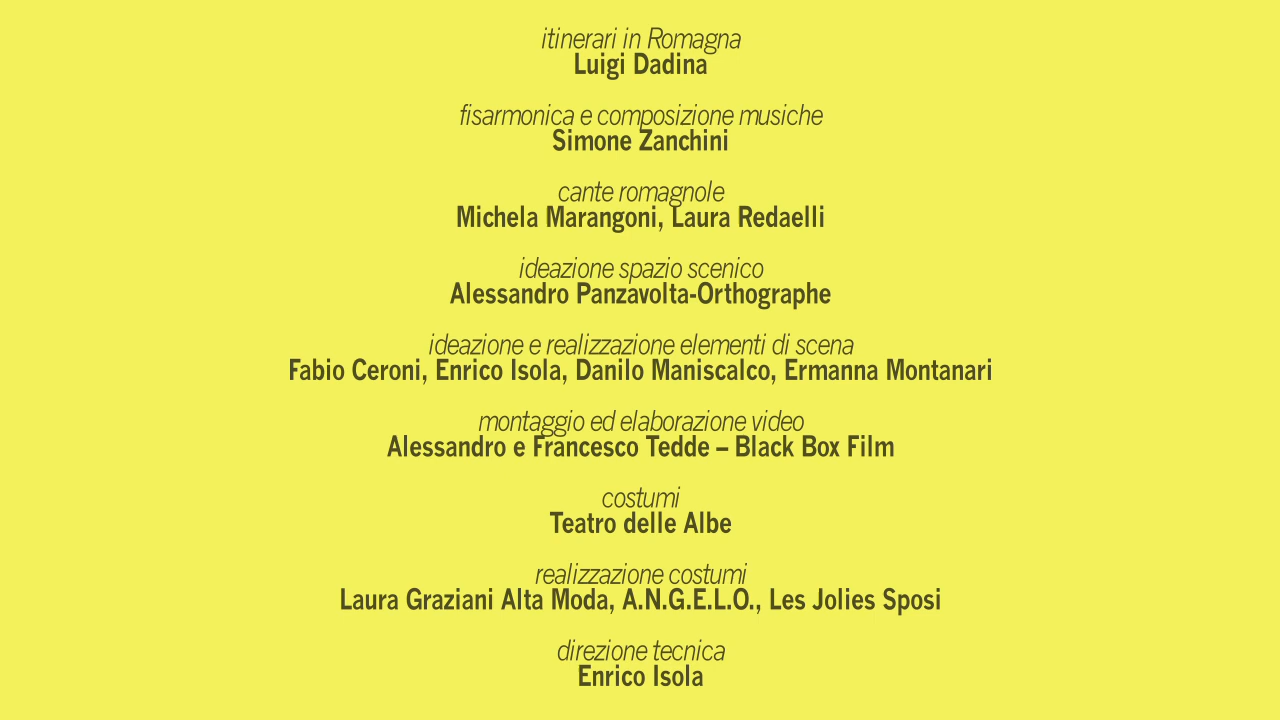 itinerari in Romagna
Luigi Dadina
fisarmonica e composizione musiche
Simone Zanchini
cante romagnole
Michela Marangoni, Laura Redaelli
ideazione spazio scenico
Alessandro Panzavolta-Orthographe
ideazione e realizzazione elementi di scena
Fabio Ceroni, Enrico Isola, Danilo Maniscalco, Ermanna Montanari
montaggio ed elaborazione video
Alessandro e Francesco Tedde – Black Box Film
costumi
Teatro delle Albe
realizzazione costumi
Laura Graziani Alta Moda, A.N.G.E.L.O., Les Jolies Sposi
direzione tecnica
Enrico Isola